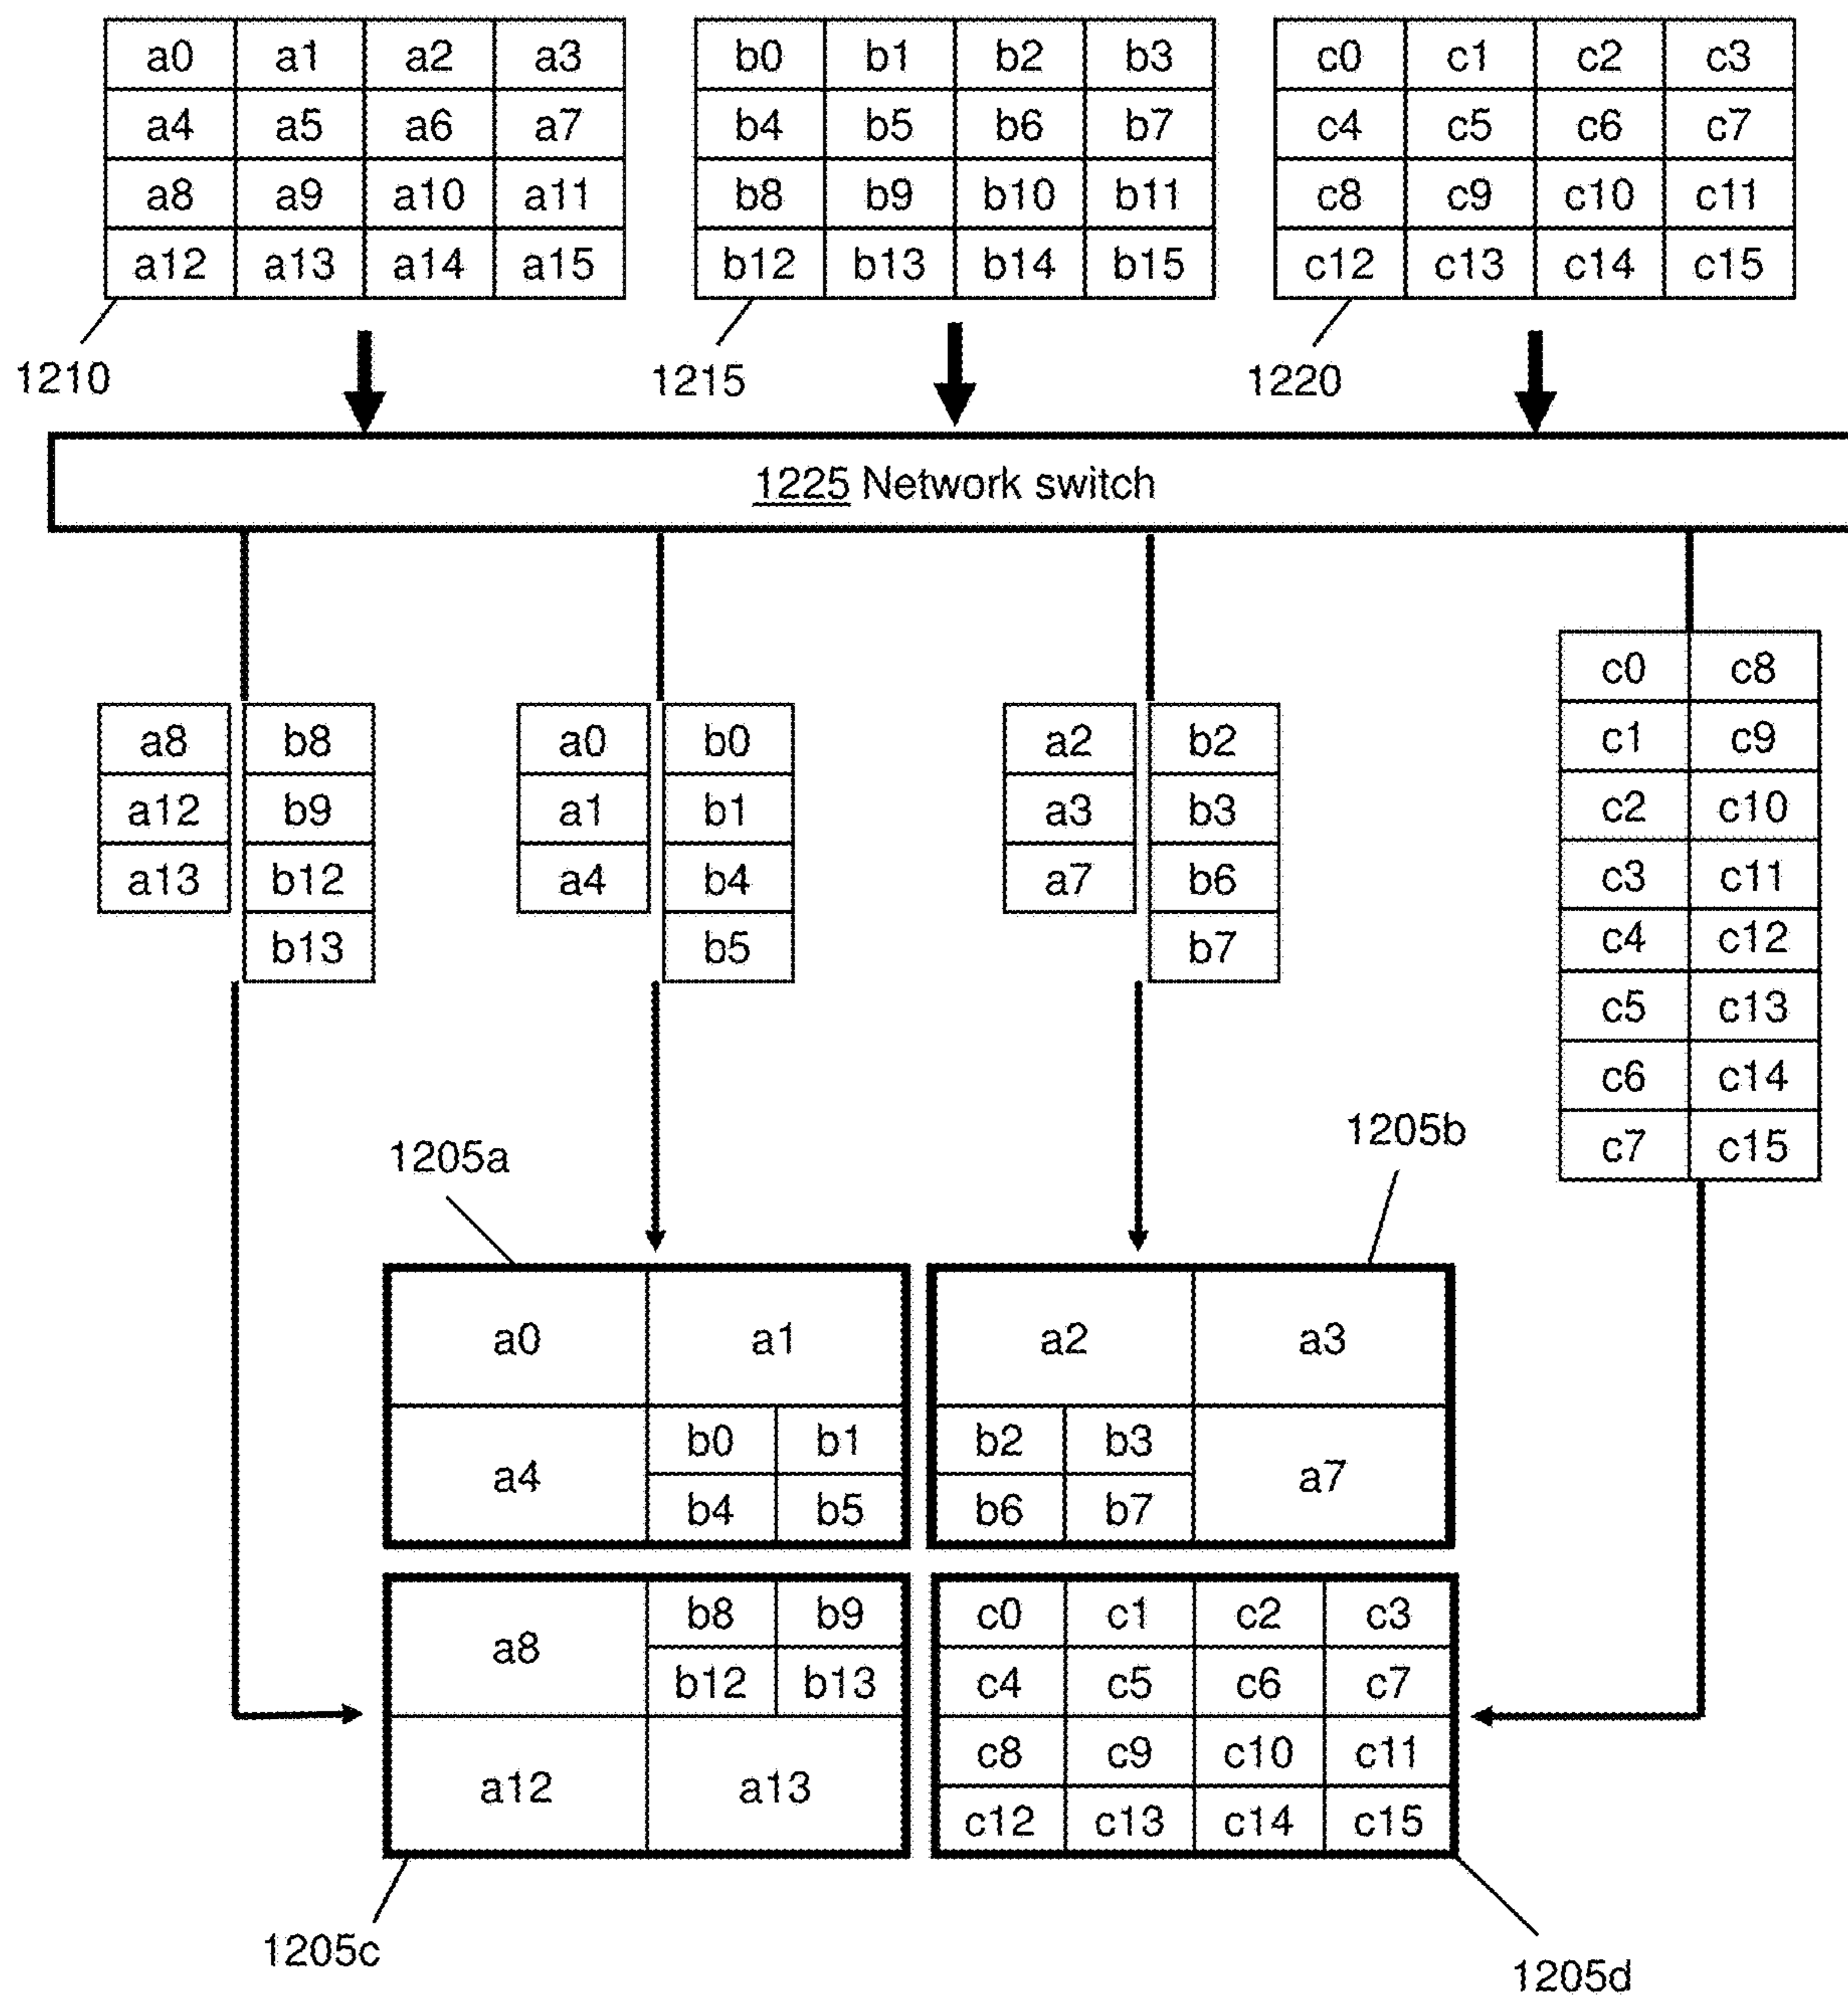 a0 a1 a2 a3 b0 b1 b2 b3 c0 c1 c2 c3
a4 a5 a6 a7 b4 b5 b6 b7 c4 c5 c6 c7
a8 a9 a10 a11 b8 b9 b10 b11 c8 c9 c10 c11
a12 a13 a14 a15 b12 b13 b14 b15 c12 c13 c14 c15
1210 1215 1220
1225 Network switch
c0 c8
a8 b8 a0 b0 a2 b2 c1 c9
a12 b9 a1 b1 a3 b3 c2 c10
a13 b12 a4 b4 a7 b6 c3 c11
b13 b5 b7 c4 c12
c5 c13
c6 c14
c7 c15
1205a 1205b
a0 a1 a2 a3
b0 b1 b2 b3
a4 a7
b4 b5 b6 b7
b8 b9 c0 c1 c2 c3
a8
b12 b13 c4 c5 c6 c7
c8 c9 c10 c11
a12 a13
c12 c13 c14 c15
1205c 1205d